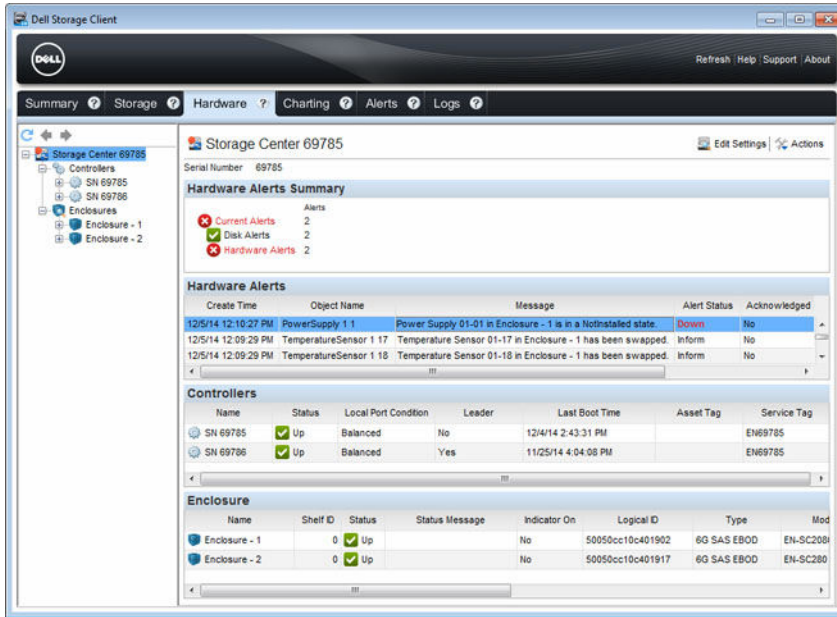 Dell Storage Client
DELL
Refresh Help Support About
Summary ? Storage ? Hardware ? Charting ? Alerts ? Logs ?
Storage Center 69785
Controllers
SN 69785
SN 69786
Enclosures
Enclosure - 1
Enclosure - 2
Storage Center 69785
Edit Settings Actions
Serial Number 69785
Hardware Alerts Summary
Alerts
Current Alerts 2
Disk Alerts 2
Hardware Alerts 2
Hardware Alerts
Create Time Object Name Message Alert Status Acknowledged
12/5/14 12:10:27 PM PowerSupply 1 1 Power Supply 01-01 in Enclosure - 1 is in a NotInstalled state. Down No
12/5/14 12:09:29 PM TemperatureSensor 1 17 Temperature Sensor 01-17 in Enclosure - 1 has been swapped. Inform No
12/5/14 12:09:29 PM TemperatureSensor 1 18 Temperature Sensor 01-18 in Enclosure - 1 has been swapped. Inform No
Controllers
Name Status Local Port Condition Leader Last Boot Time Asset Tag Service Tag
SN 69785 Up Balanced No 12/4/14 2:43:31 PM EN69785
SN 69786 Up Balanced Yes 11/25/14 4:04:08 PM EN69785
Enclosure
Name Shelf ID Status Status Message Indicator On Logical ID Type Mod
Enclosure - 1 0 Up No 50050cc10c401902 6G SAS EBOD EN-SC208
Enclosure - 2 0 Up No 50050cc10c401917 6G SAS EBOD EN-SC280